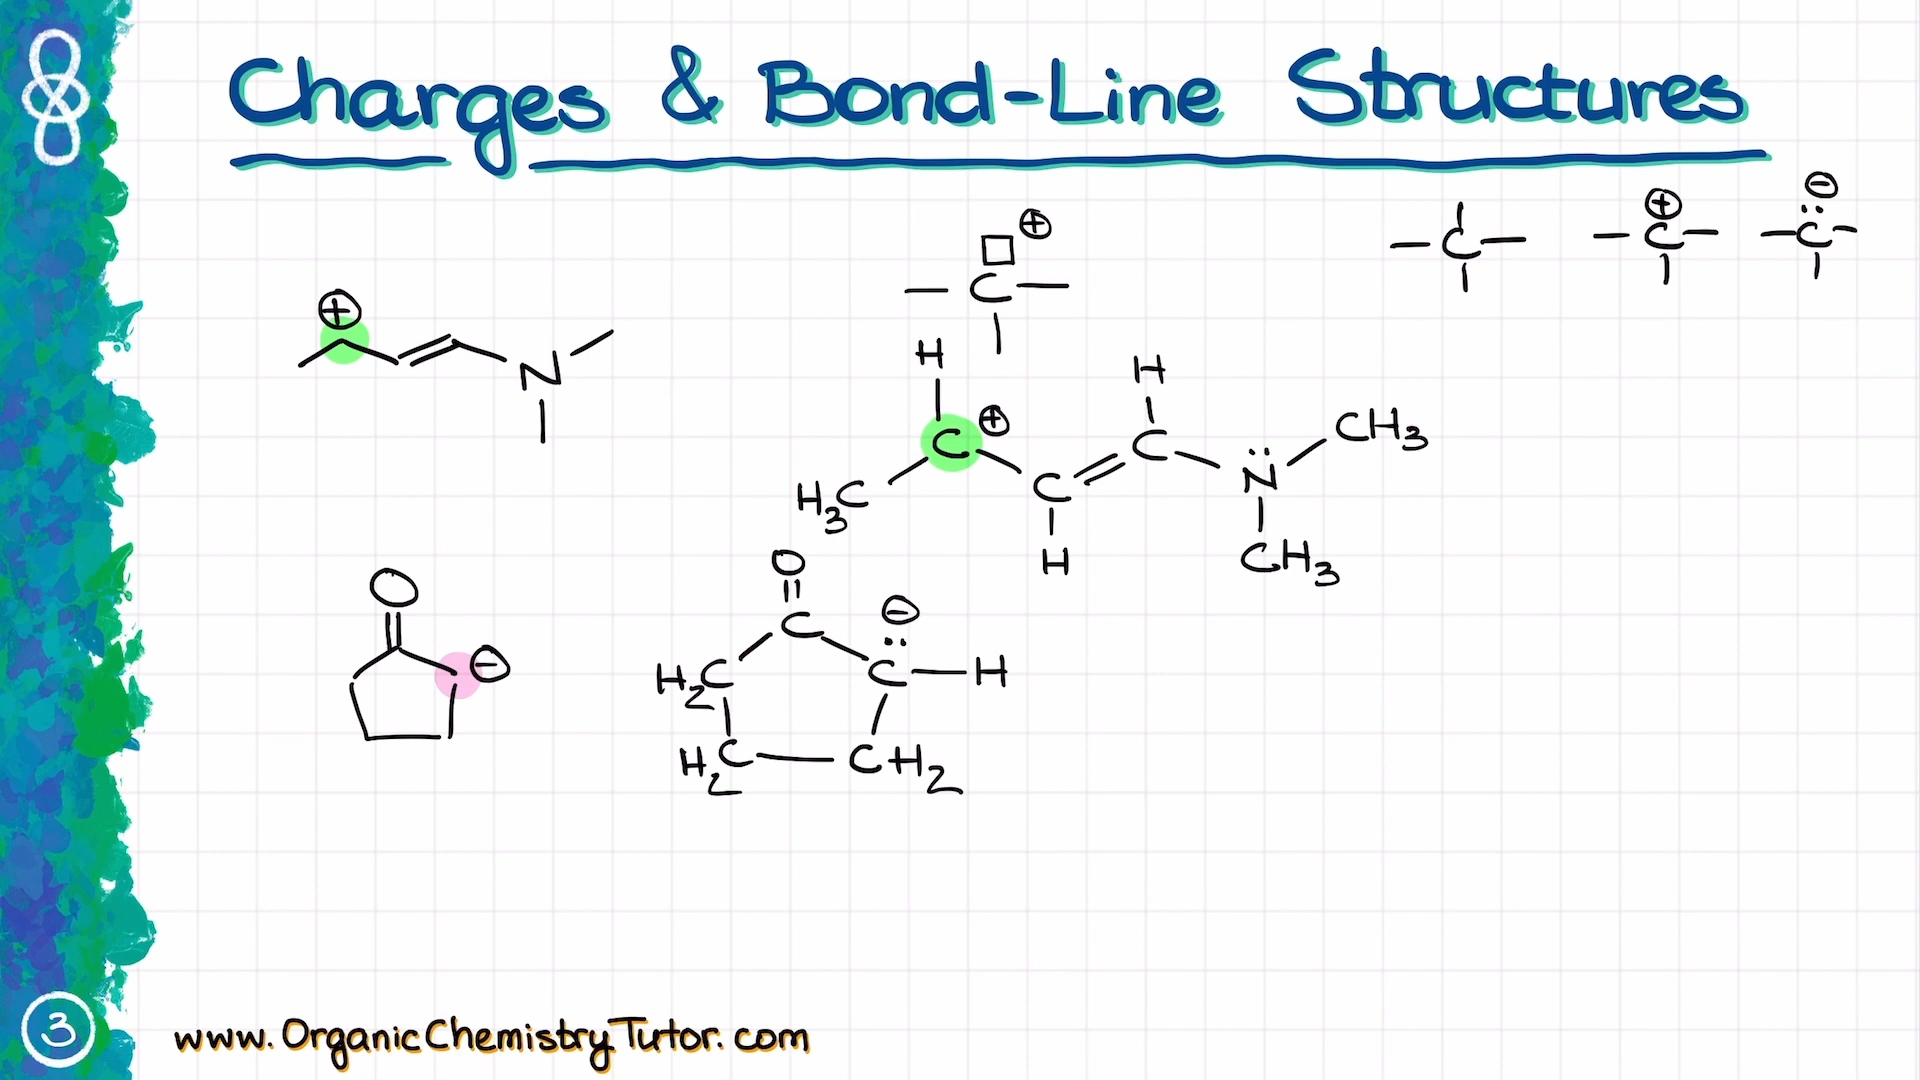 Charges & Bond-Line Structures
C C⊕ C:⊖
□⊕
C
⊕
N
H
C⊕
H₃C
C
H
H
C
N̈
CH₃
CH₃
O
⊖
O
C
C:⊖
H
H₂C
H₂C
CH₂
3
www.OrganicChemistryTutor.com